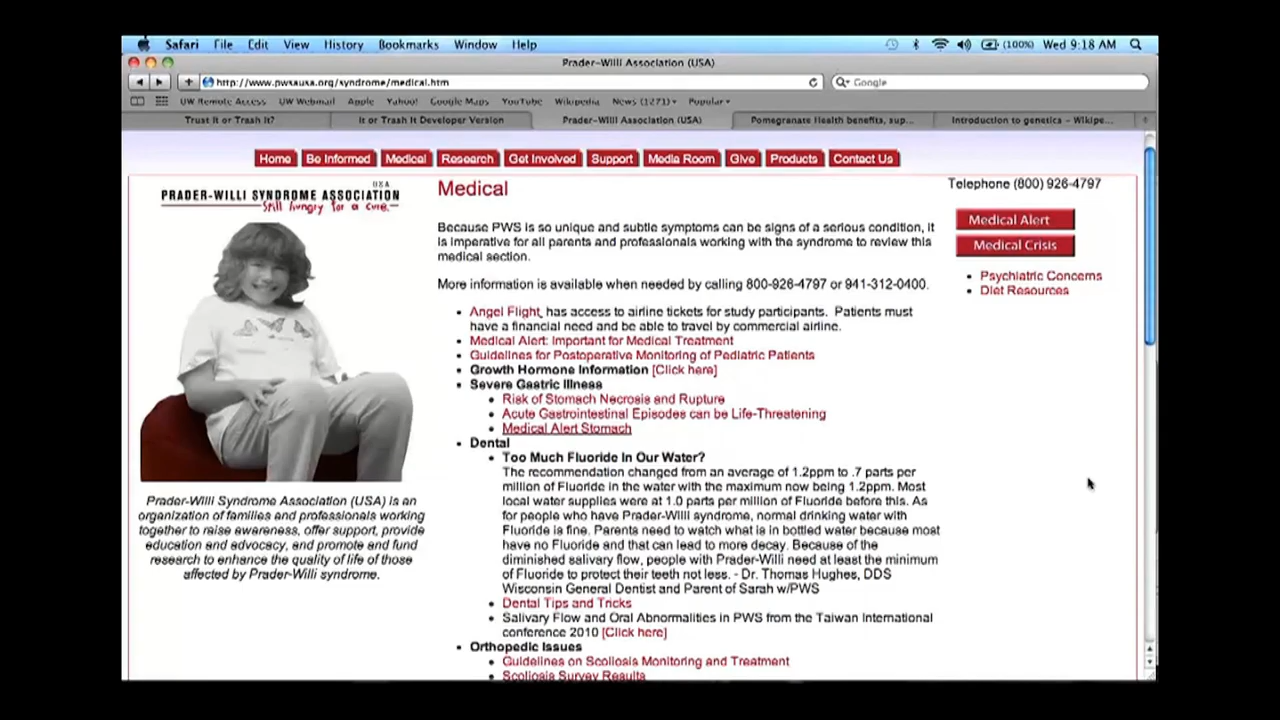 Safari File Edit View History Bookmarks Window Help (100%) Wed 9:18 AM
Prader-Willi Association (USA)
http://www.pwsausa.org/syndrome/medical.htm Google
UW Remote Access UW Webmail Apple Yahoo! Google Maps YouTube Wikipedia News (1271) Popular
Trust It or Trash It? It or Trash It Developer Version Prader-Willi Association (USA) Pomegranate Health benefits, sup... Introduction to genetics – Wikipe...
Home Be Informed Medical Research Get Involved Support Media Room Give Products Contact Us
USA
PRADER-WILLI SYNDROME ASSOCIATION
Still hungry for a cure.
Prader-Willi Syndrome Association (USA) is an
organization of families and professionals working
together to raise awareness, offer support, provide
education and advocacy, and promote and fund
research to enhance the quality of life of those
affected by Prader-Willi syndrome.
Medical
Because PWS is so unique and subtle symptoms can be signs of a serious condition, it
is imperative for all parents and professionals working with the syndrome to review this
medical section.
More information is available when needed by calling 800-926-4797 or 941-312-0400.
Angel Flight, has access to airline tickets for study participants. Patients must
have a financial need and be able to travel by commercial airline.
Medical Alert: Important for Medical Treatment
Guidelines for Postoperative Monitoring of Pediatric Patients
Growth Hormone Information [Click here]
Severe Gastric Illness
Risk of Stomach Necrosis and Rupture
Acute Gastrointestinal Episodes can be Life-Threatening
Medical Alert Stomach
Dental
Too Much Fluoride In Our Water?
The recommendation changed from an average of 1.2ppm to .7 parts per
million of Fluoride in the water with the maximum now being 1.2ppm. Most
local water supplies were at 1.0 parts per million of Fluoride before this. As
for people who have Prader-Willi syndrome, normal drinking water with
Fluoride is fine. Parents need to watch what is in bottled water because most
have no Fluoride and that can lead to more decay. Because of the
diminished salivary flow, people with Prader-Willi need at least the minimum
of Fluoride to protect their teeth not less. - Dr. Thomas Hughes, DDS
Wisconsin General Dentist and Parent of Sarah w/PWS
Dental Tips and Tricks
Salivary Flow and Oral Abnormalities in PWS from the Taiwan International
conference 2010 [Click here]
Orthopedic Issues
Guidelines on Scoliosis Monitoring and Treatment
Scoliosis Survey Results
Telephone (800) 926-4797
Medical Alert
Medical Crisis
Psychiatric Concerns
Diet Resources